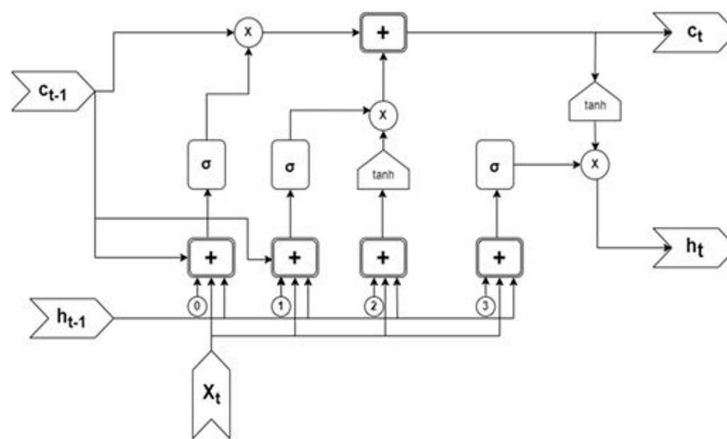 x + c_t
c_{t-1} tanh
x
σ σ tanh σ x
+ + + + h_t
0 1 2 3
h_{t-1}
X_t